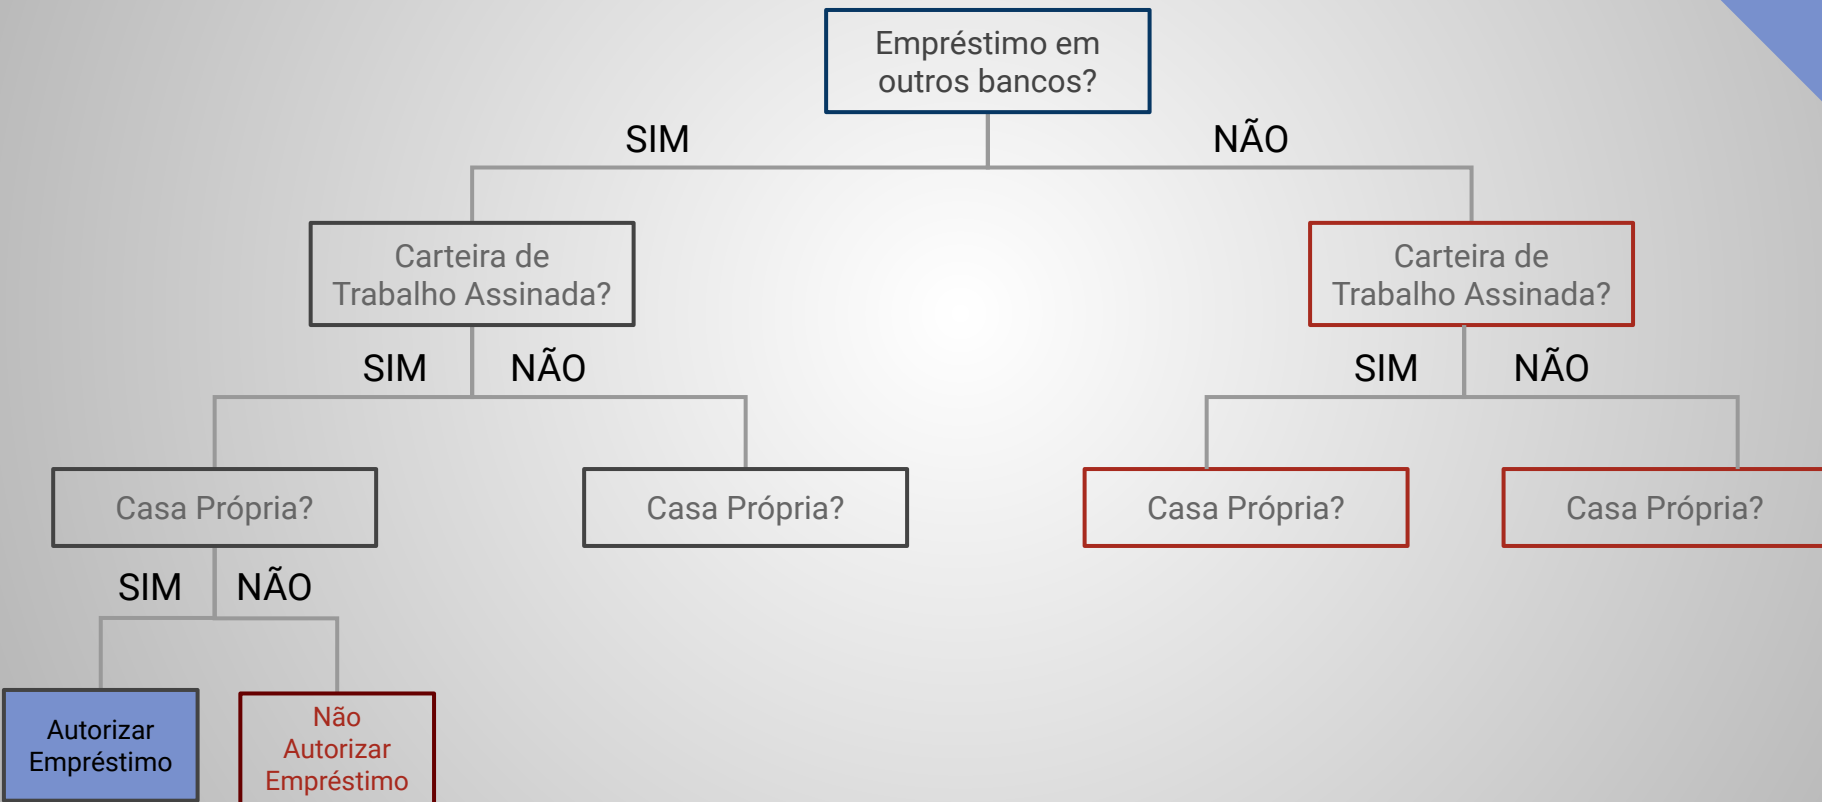 Empréstimo em
outros bancos?
SIM
NÃO
Carteira de
Trabalho Assinada?
Carteira de
Trabalho Assinada?
SIM
NÃO
SIM
NÃO
Casa Própria?
Casa Própria?
Casa Própria?
Casa Própria?
SIM
NÃO
Autorizar
Empréstimo
Não
Autorizar
Empréstimo